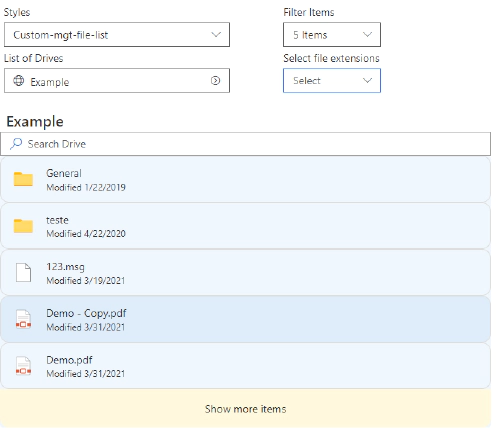 Styles
Filter Items
Custom-mgt-file-list
5 Items
List of Drives
Select file extensions
Example
Select
Example
Search Drive
General
Modified 1/22/2019
teste
Modified 4/22/2020
123.msg
Modified 3/19/2021
Demo - Copy.pdf
Modified 3/31/2021
Demo.pdf
Modified 3/31/2021
Show more items